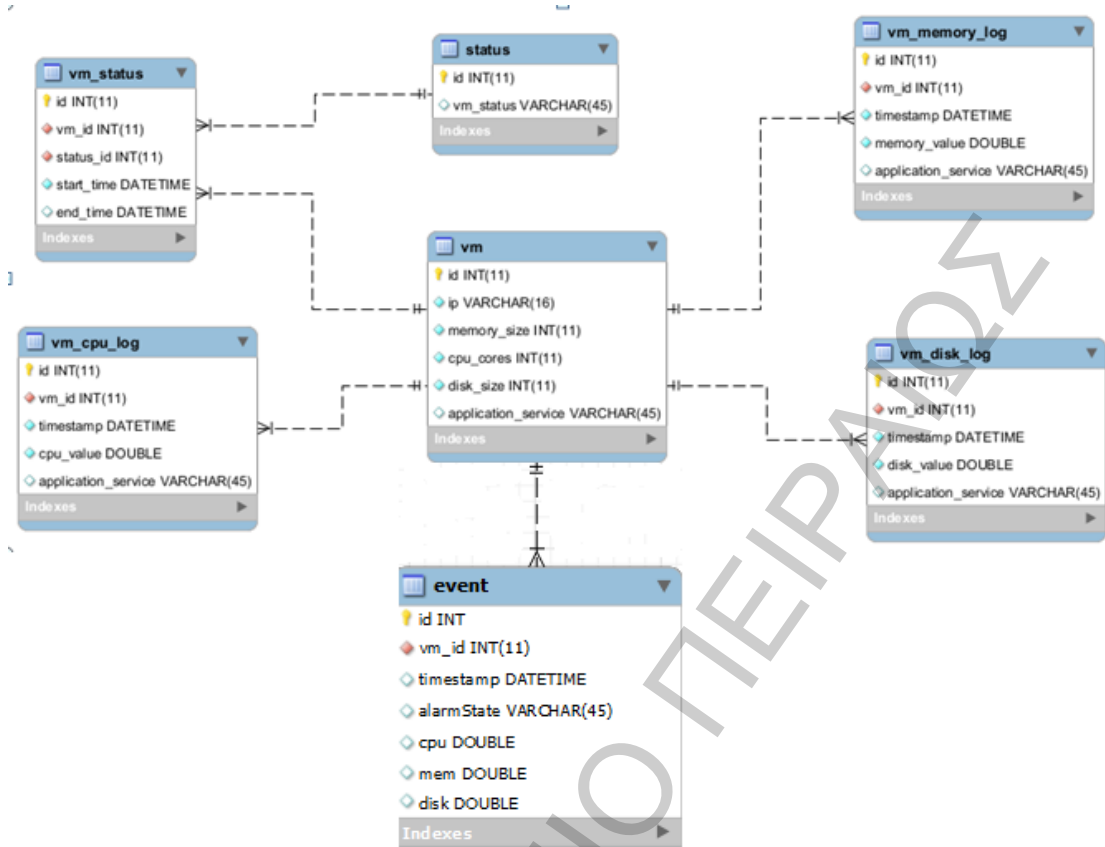 vm_status
id INT(11)
vm_id INT(11)
status_id INT(11)
start_time DATETIME
end_time DATETIME
Indexes
status
id INT(11)
vm_status VARCHAR(45)
Indexes
vm_memory_log
id INT(11)
vm_id INT(11)
timestamp DATETIME
memory_value DOUBLE
application_service VARCHAR(45)
Indexes
vm
id INT(11)
ip VARCHAR(16)
memory_size INT(11)
cpu_cores INT(11)
disk_size INT(11)
application_service VARCHAR(45)
Indexes
vm_cpu_log
id INT(11)
vm_id INT(11)
timestamp DATETIME
cpu_value DOUBLE
application_service VARCHAR(45)
Indexes
vm_disk_log
id INT(11)
vm_id INT(11)
timestamp DATETIME
disk_value DOUBLE
application_service VARCHAR(45)
Indexes
event
id INT
vm_id INT(11)
timestamp DATETIME
alarmState VARCHAR(45)
cpu DOUBLE
mem DOUBLE
disk DOUBLE
Indexes
ΠΕΙΡΑΙΩΣ